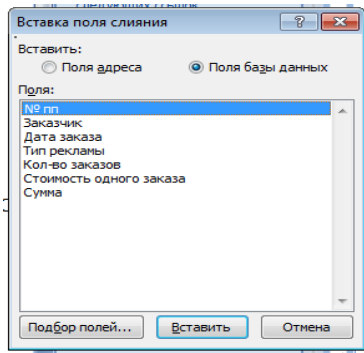 Вставка поля слияния
Вставить:
Поля адреса
Поля базы данных
Поля:
№ пп
Заказчик
Дата заказа
Тип рекламы
Кол-во заказов
Стоимость одного заказа
Сумма
Подбор полей...
Вставить
Отмена